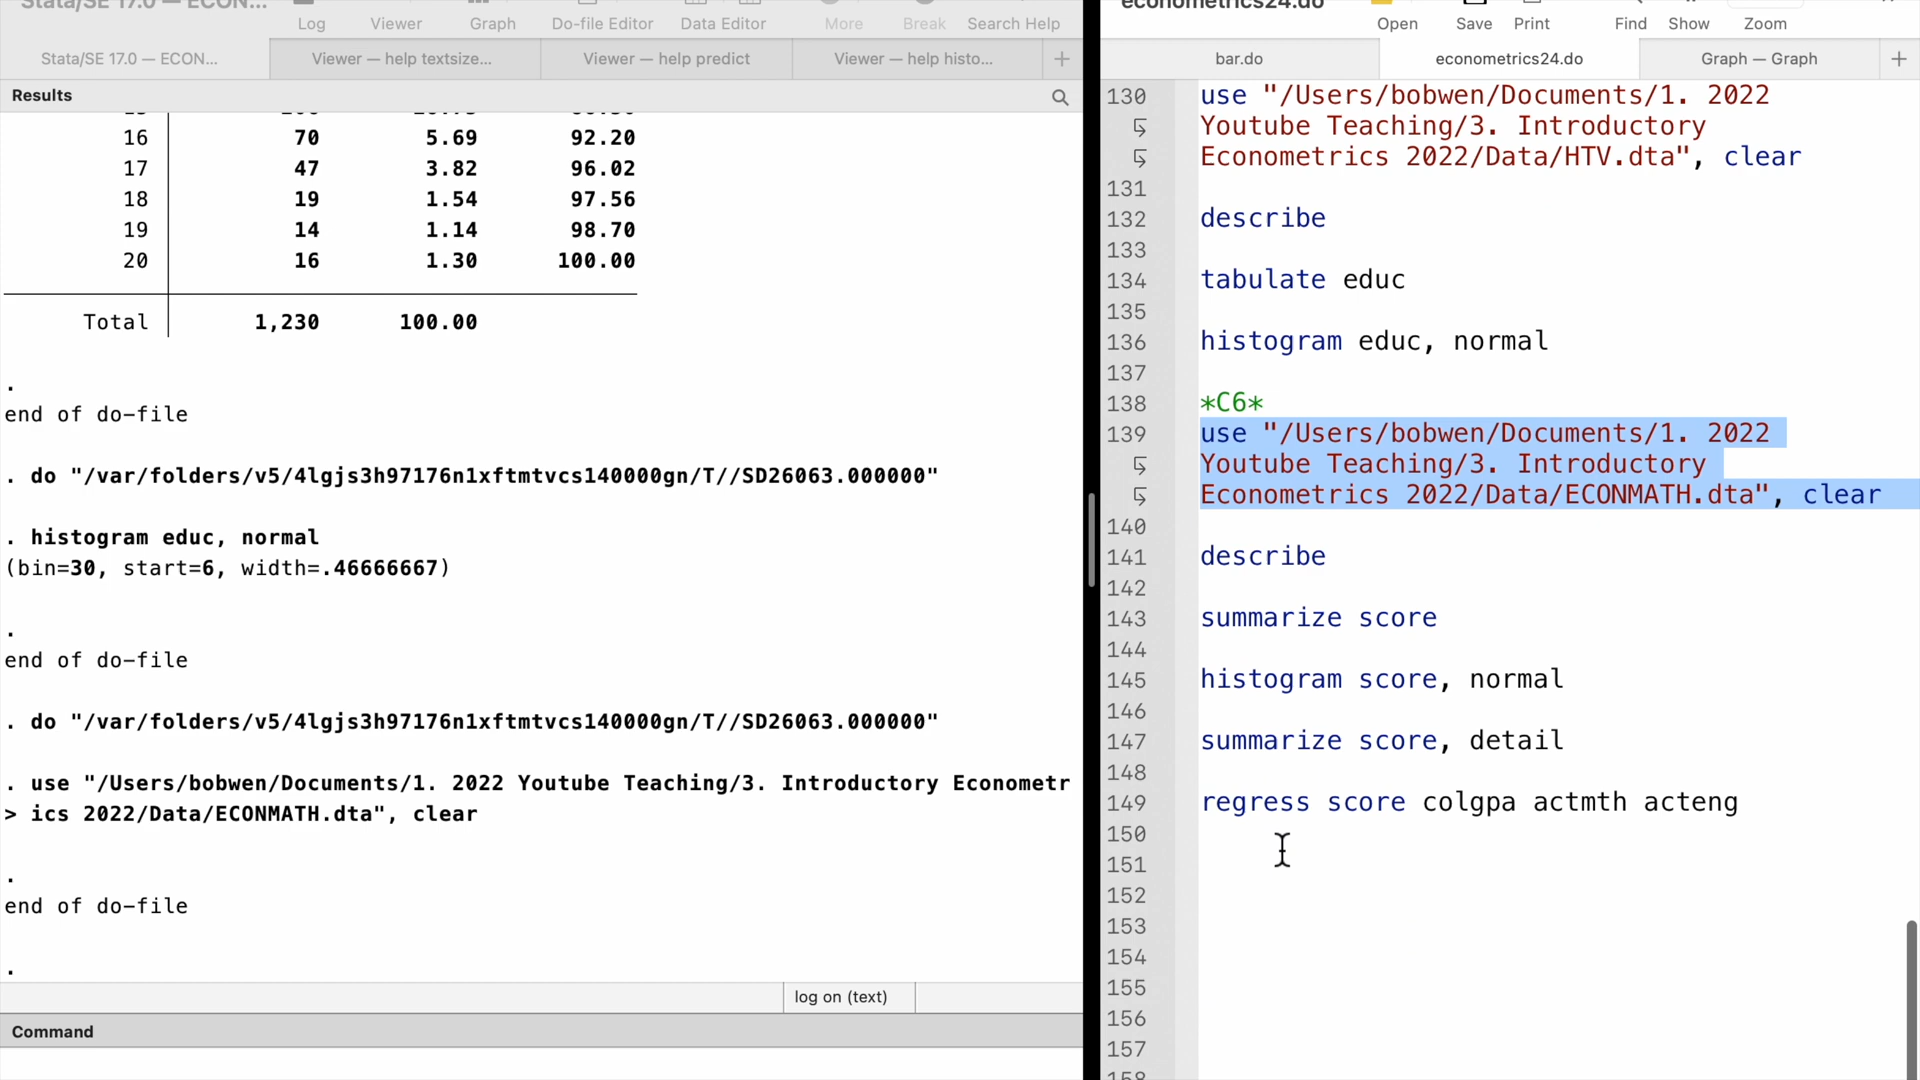 Stata/SE 17.0 — ECON...
Log Viewer Graph Do-file Editor Data Editor More Break Search Help
Stata/SE 17.0 — ECON... Viewer — help textsize... Viewer — help predict Viewer — help histo... +
Results
16 70 5.69 92.20
17 47 3.82 96.02
18 19 1.54 97.56
19 14 1.14 98.70
20 16 1.30 100.00
Total 1,230 100.00
.
end of do-file
. do "/var/folders/v5/4lgjs3h97176n1xftmtvcs140000gn/T//SD26063.000000"
. histogram educ, normal
(bin=30, start=6, width=.46666667)
.
end of do-file
. do "/var/folders/v5/4lgjs3h97176n1xftmtvcs140000gn/T//SD26063.000000"
. use "/Users/bobwen/Documents/1. 2022 Youtube Teaching/3. Introductory Econometr
> ics 2022/Data/ECONMATH.dta", clear
.
end of do-file
.
log on (text)
Command
econometrics24.do
Open Save Print Find Show Zoom
bar.do econometrics24.do Graph — Graph +
130 use "/Users/bobwen/Documents/1. 2022
Youtube Teaching/3. Introductory
Econometrics 2022/Data/HTV.dta", clear
131
132 describe
133
134 tabulate educ
135
136 histogram educ, normal
137
138 *C6*
139 use "/Users/bobwen/Documents/1. 2022
Youtube Teaching/3. Introductory
Econometrics 2022/Data/ECONMATH.dta", clear
140
141 describe
142
143 summarize score
144
145 histogram score, normal
146
147 summarize score, detail
148
149 regress score colgpa actmth acteng
150
151
152
153
154
155
156
157
158